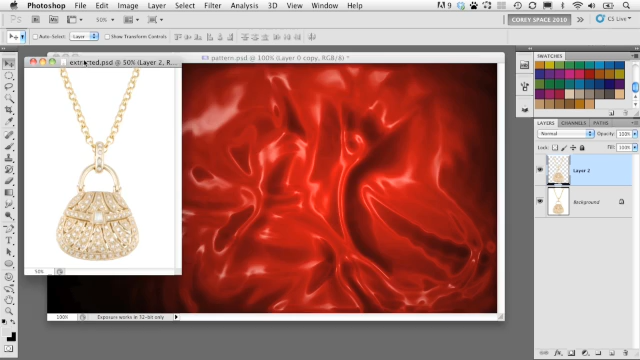 Photoshop File Edit Image Layer Select Filter Analysis 3D View Window Help
50%
COREY SPACE 2010
CS Live
Auto-Select: Layer Show Transform Controls
extracted.psd @ 50% (Layer 2, R...
pattern.psd @ 100% (Layer 0 copy, RGB/8) *
SWATCHES
LAYERS CHANNELS PATHS
Normal Opacity: 100%
Lock: Fill: 100%
Layer 2
Background
50%
100% Exposure works in 32-bit only